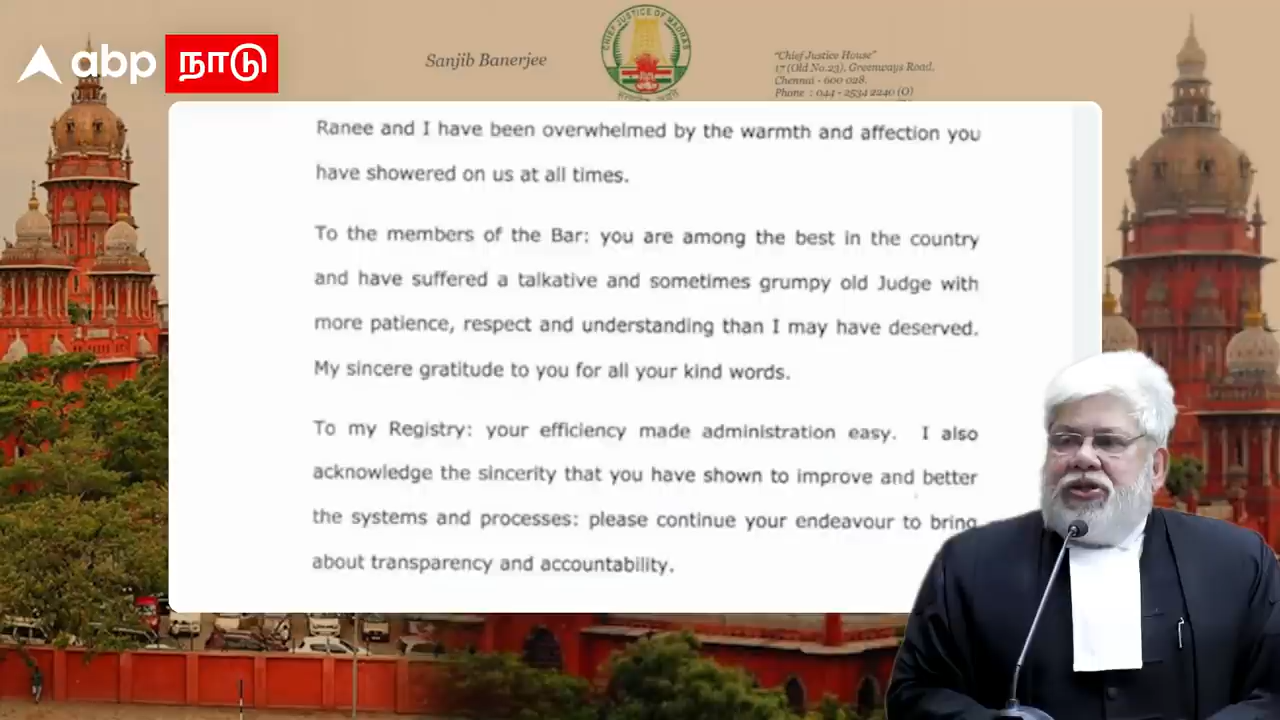 abp நாடு
Sanjib Banerjee
CHIEF JUSTICE OF MADRAS
"Chief Justice House"
17 (Old No.23), Greenways Road,
Chennai - 600 028.
Phone : 044 - 2534 2240 (O)
Ranee and I have been overwhelmed by the warmth and affection you
have showered on us at all times.
To the members of the Bar: you are among the best in the country
and have suffered a talkative and sometimes grumpy old Judge with
more patience, respect and understanding than I may have deserved.
My sincere gratitude to you for all your kind words.
To my Registry: your efficiency made administration easy. I also
acknowledge the sincerity that you have shown to improve and better
the systems and processes: please continue your endeavour to bring
about transparency and accountability.